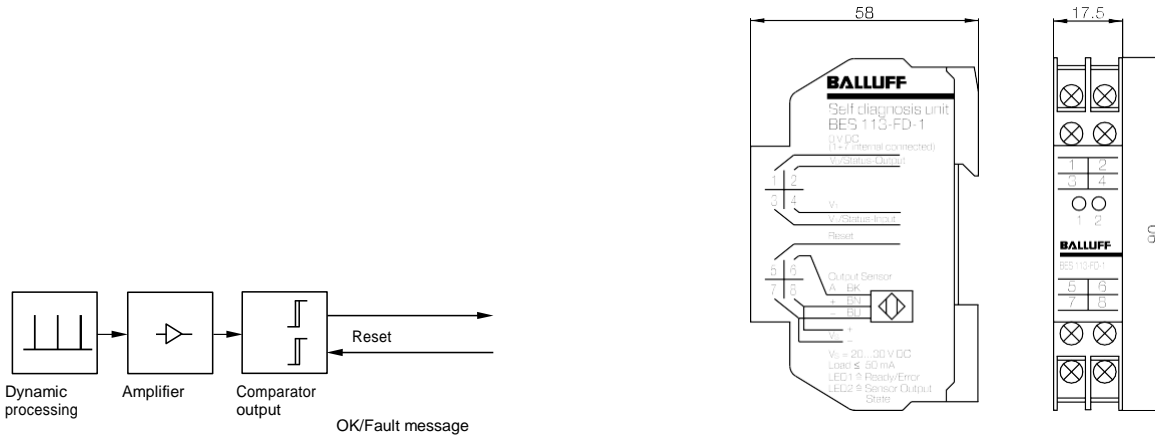 Dynamic
processing
Amplifier
Comparator
output
Reset
OK/Fault message
58
BALLUFF
Self diagnosis unit
BES 113-FD-1
0 V DC
(1+7 internal connected)
/Status-Output
1 2
3 4
/Status-Input
Reset
5 6
7 8
Output Sensor
A BK
+ BN
- BU
+
-
= 20...30 V DC
Load ≤ 50 mA
LED1 ≙ Ready/Error
LED2 ≙ Sensor Output
State
17.5
1 2
3 4
1 2
BALLUFF
BES 113-FD-1
5 6
7 8